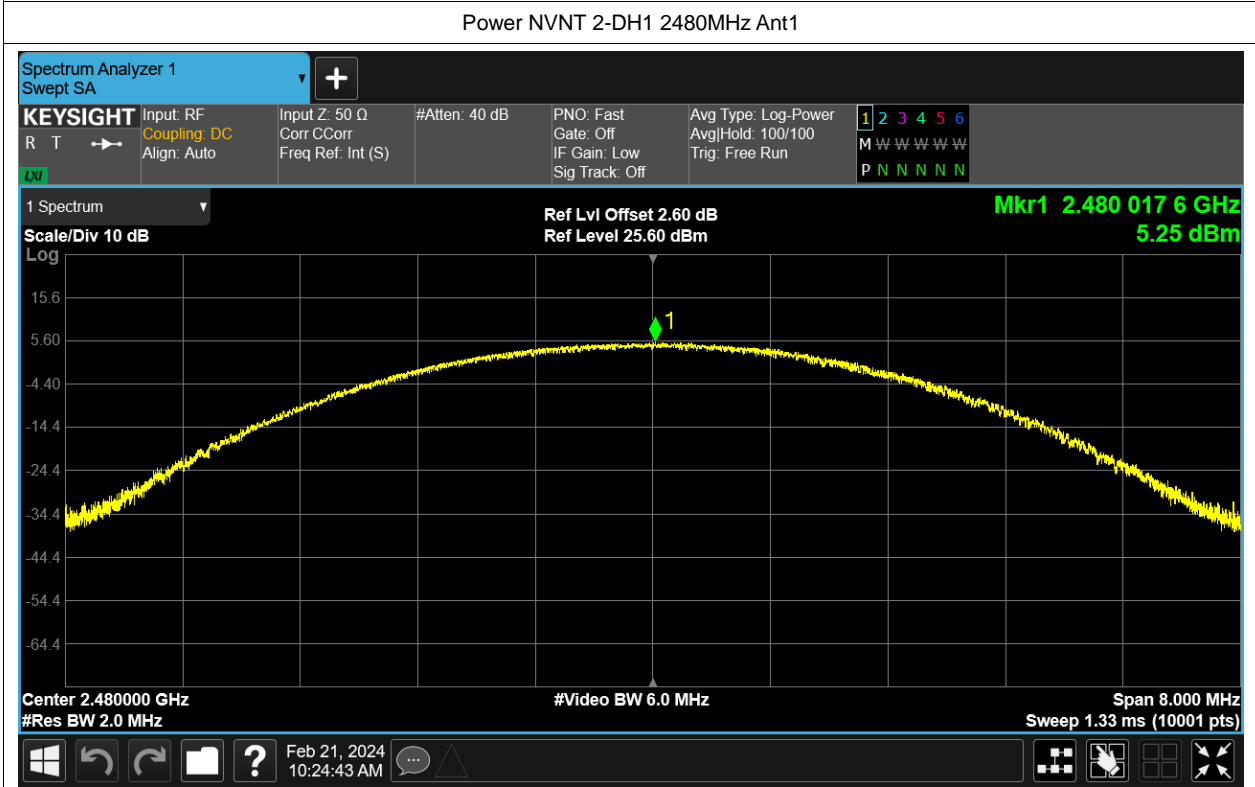 Power NVNT 2-DH1 2480MHz Ant1
Spectrum Analyzer 1
Swept SA
KEYSIGHT
R T
LXI
Input: RF
Coupling: DC
Align: Auto
Input Z: 50 Ω
Corr CCorr
Freq Ref: Int (S)
#Atten: 40 dB
PNO: Fast
Gate: Off
IF Gain: Low
Sig Track: Off
Avg Type: Log-Power
Avg|Hold: 100/100
Trig: Free Run
1 2 3 4 5 6
M W W W W W
P N N N N N
1 Spectrum
Scale/Div 10 dB
Ref Lvl Offset 2.60 dB
Ref Level 25.60 dBm
Mkr1 2.480 017 6 GHz
5.25 dBm
Log
15.6
5.60
-4.40
-14.4
-24.4
-34.4
-44.4
-54.4
-64.4
1
Center 2.480000 GHz
#Res BW 2.0 MHz
#Video BW 6.0 MHz
Span 8.000 MHz
Sweep 1.33 ms (10001 pts)
?
Feb 21, 2024
10:24:43 AM